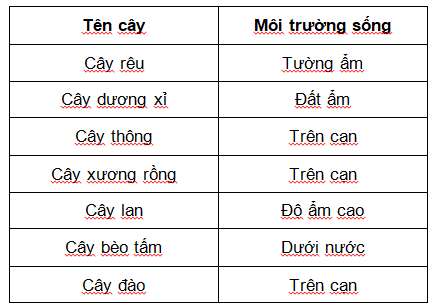 Tên cây Môi trường sống
Cây rêu Tường ẩm
Cây dương xỉ Đất ẩm
Cây thông Trên cạn
Cây xương rồng Trên cạn
Cây lan Độ ẩm cao
Cây bèo tấm Dưới nước
Cây đào Trên cạn